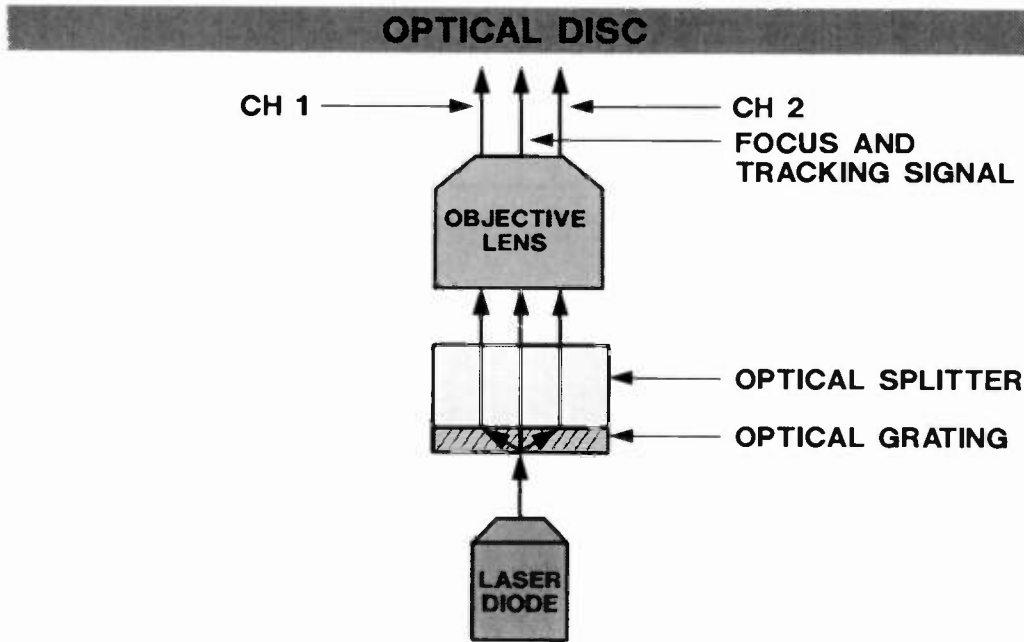 OPTICAL DISC
CH 1
CH 2
FOCUS AND
TRACKING SIGNAL
OBJECTIVE
LENS
OPTICAL SPLITTER
OPTICAL GRATING
LASER
DIODE